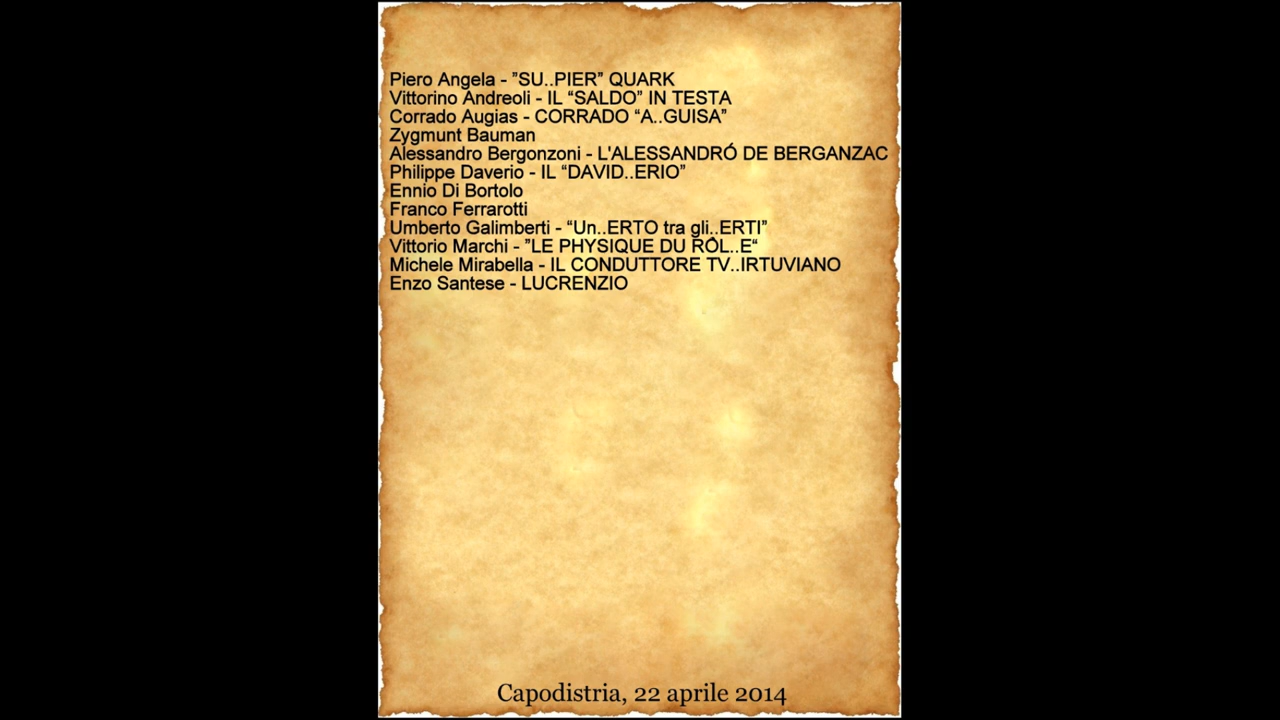 Piero Angela - ”SU..PIER” QUARK
Vittorino Andreoli - IL “SALDO” IN TESTA
Corrado Augias - CORRADO “A..GUISA”
Zygmunt Bauman
Alessandro Bergonzoni - L'ALESSANDRÓ DE BERGANZAC
Philippe Daverio - IL “DAVID..ERIO”
Ennio Di Bortolo
Franco Ferrarotti
Umberto Galimberti - “Un..ERTO tra gli..ERTI”
Vittorio Marchi - ”LE PHYSIQUE DU RÔL..E“
Michele Mirabella - IL CONDUTTORE TV..IRTUVIANO
Enzo Santese - LUCRENZIO
Capodistria, 22 aprile 2014